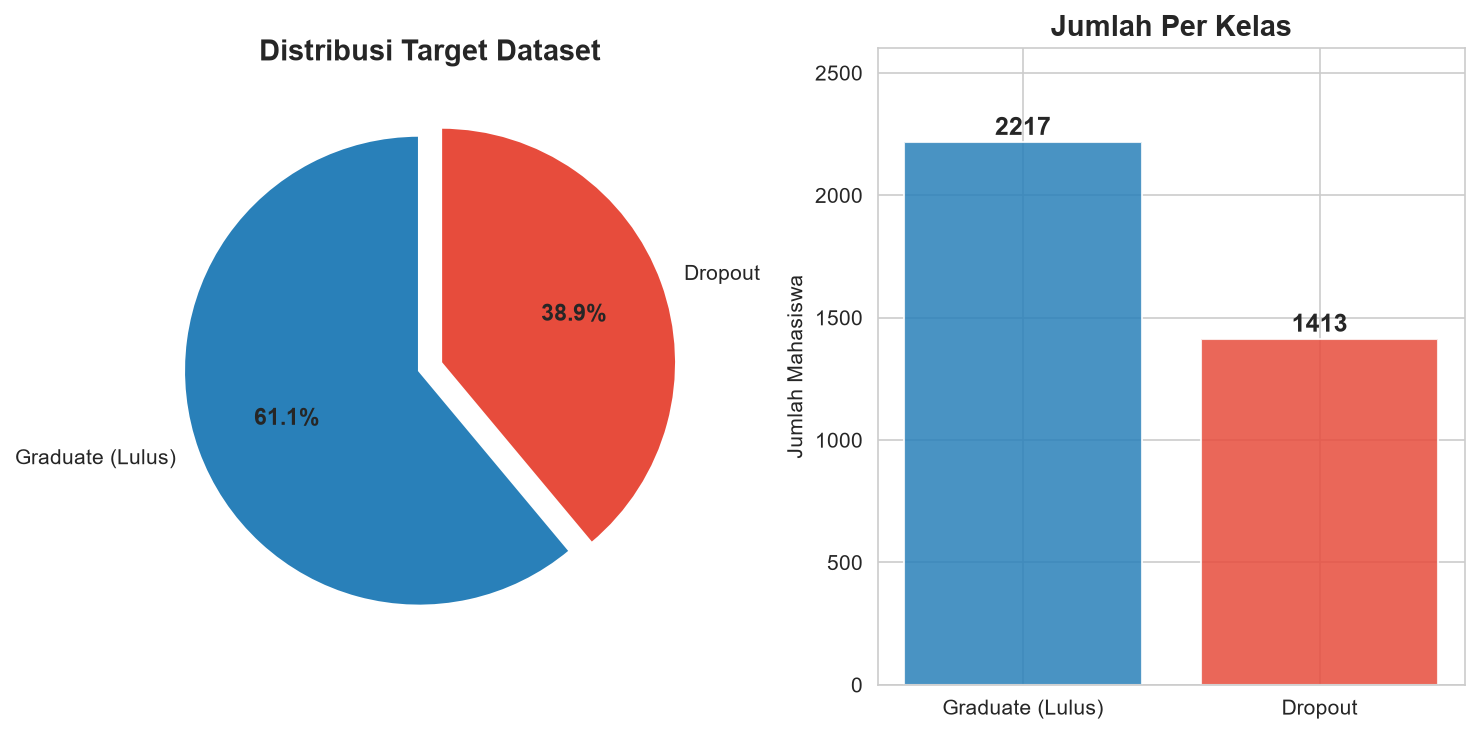 Distribusi Target Dataset
Dropout
38.9%
61.1%
Graduate (Lulus)
Jumlah Per Kelas
Jumlah Mahasiswa
2500
2000
1500
1000
500
0
2217
1413
Graduate (Lulus)
Dropout